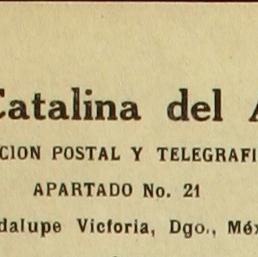 Catalina del A
CION POSTAL Y TELEGRAFI
APARTADO No. 21
dalupe Victoria, Dgo., Méx